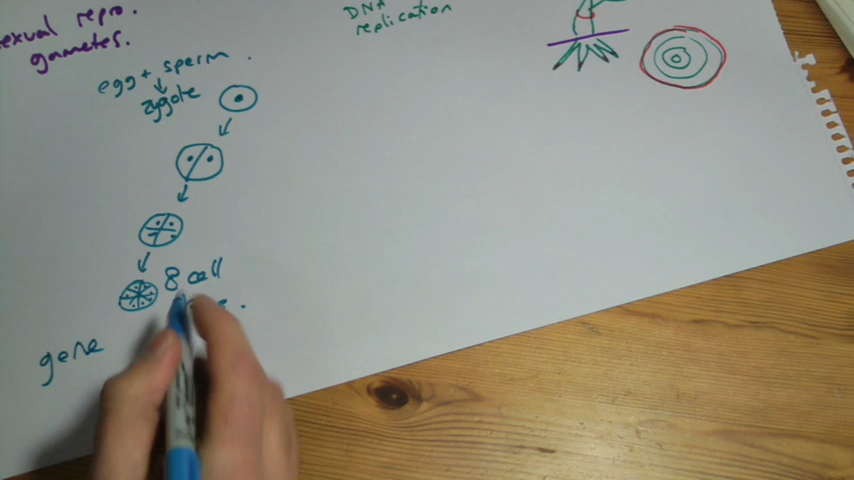 sexual repro.
gametes.
DNA
replication
egg + sperm
zygote
8 cell
gene